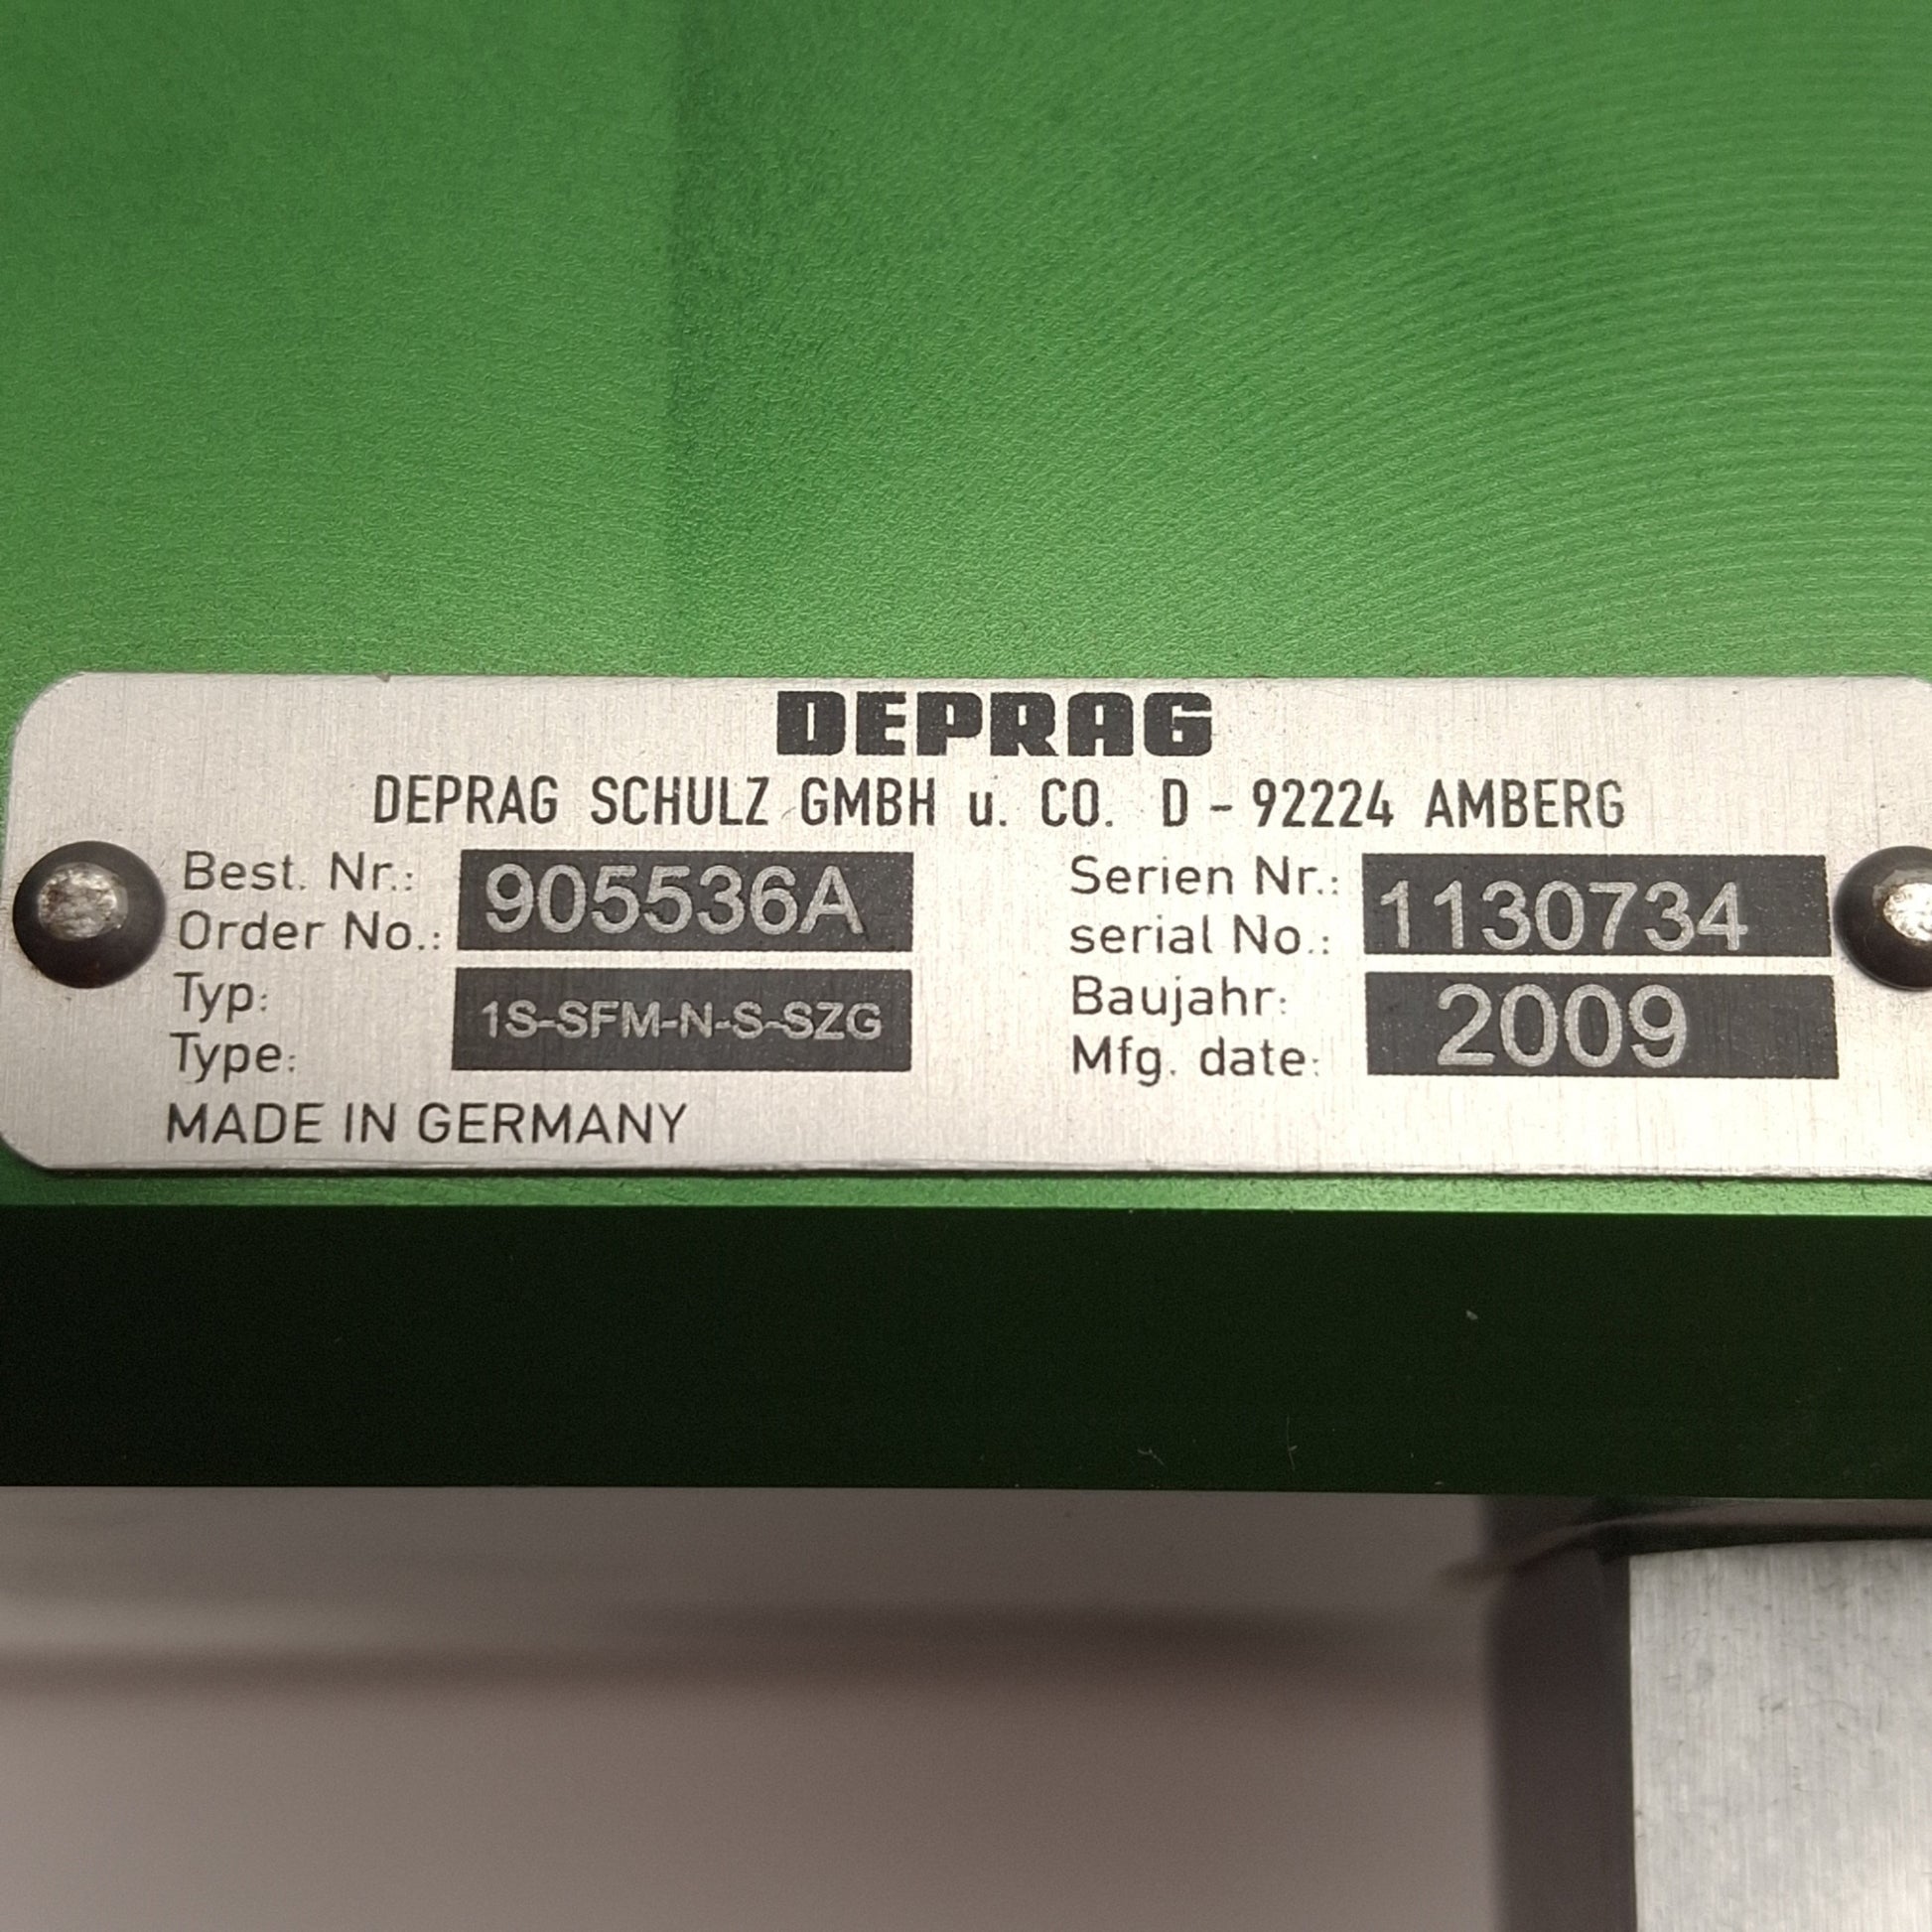 DEPRAG
DEPRAG SCHULZ GMBH u. CO. D - 92224 AMBERG
Best. Nr.: 905536A
Order No.:
Serien Nr.: 1130734
serial No.:
Typ: 1S-SFM-N-S-SZG
Type:
Baujahr: 2009
Mfg. date:
MADE IN GERMANY